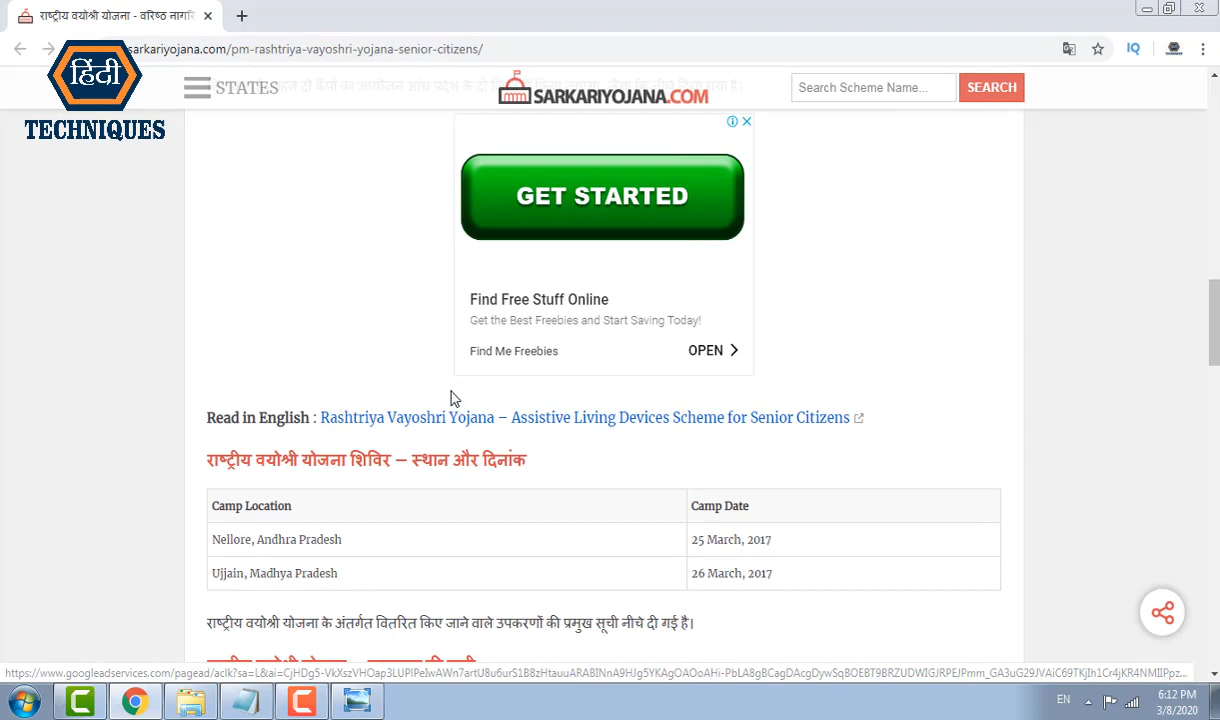 राष्ट्रीय वयोश्री योजना - वरिष्ठ नागरि
sarkariyojana.com/pm-rashtriya-vayoshri-yojana-senior-citizens/
हिंदी
TECHNIQUES
STATES
SARKARIYOJANA.COM
Search Scheme Name...
SEARCH
GET STARTED
Find Free Stuff Online
Get the Best Freebies and Start Saving Today!
Find Me Freebies
OPEN
Read in English : Rashtriya Vayoshri Yojana – Assistive Living Devices Scheme for Senior Citizens
राष्ट्रीय वयोश्री योजना शिविर – स्थान और दिनांक
Camp Location Camp Date
Nellore, Andhra Pradesh 25 March, 2017
Ujjain, Madhya Pradesh 26 March, 2017
राष्ट्रीय वयोश्री योजना के अंतर्गत वितरित किए जाने वाले उपकरणों की प्रमुख सूची नीचे दी गई है।
EN
6:12 PM
3/8/2020